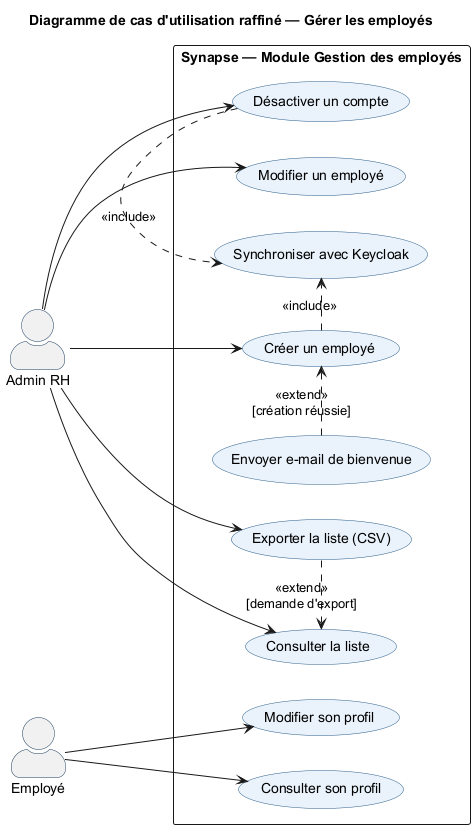 Diagramme de cas d'utilisation raffiné — Gérer les employés
Synapse — Module Gestion des employés
Désactiver un compte
Modifier un employé
«include»
Synchroniser avec Keycloak
«include»
Créer un employé
Admin RH
«extend»
[création réussie]
Envoyer e-mail de bienvenue
Exporter la liste (CSV)
«extend»
[demande d'export]
Consulter la liste
Modifier son profil
Employé
Consulter son profil